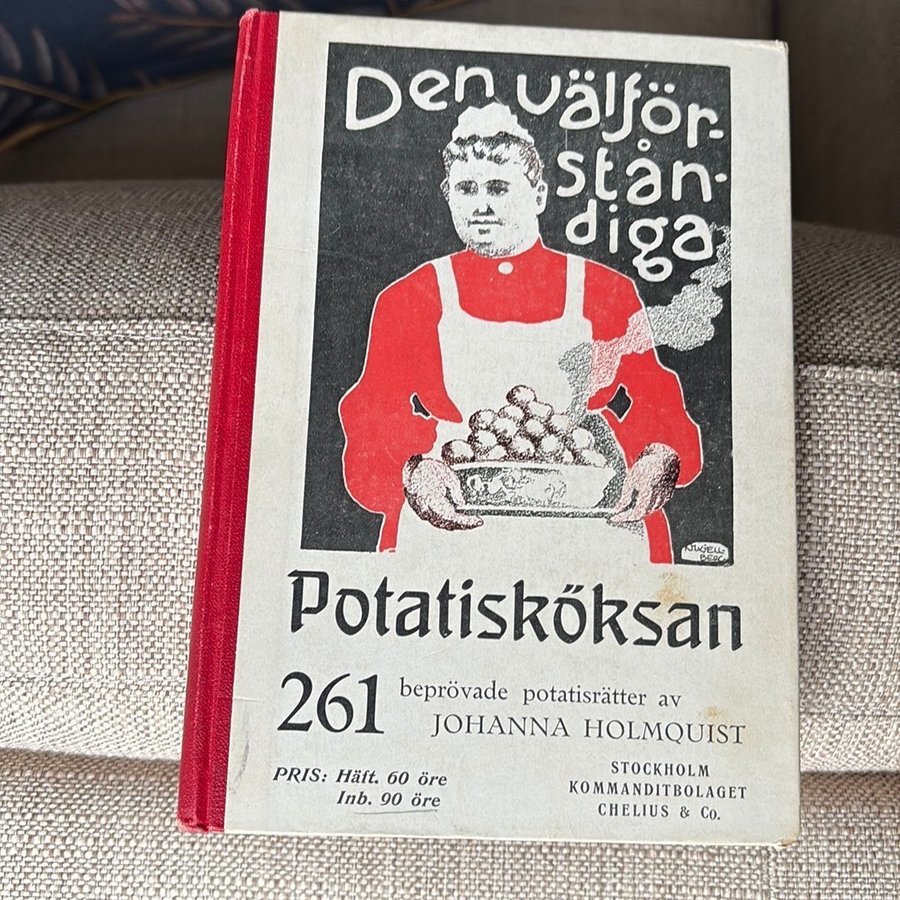 Den välför-
stån-
diga
BERG
Potatisköksan
261 beprövade potatisrätter av
JOHANNA HOLMQUIST
PRIS: Häft. 60 öre
Inb. 90 öre
STOCKHOLM
KOMMANDITBOLAGET
CHELIUS & Co.